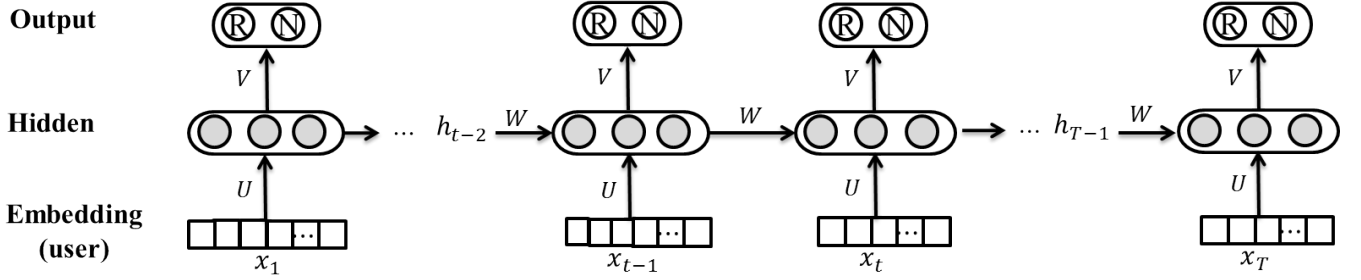 Output R N R N R N R N
V V V V
Hidden ... h_{t-2} W W ... h_{T-1} W
U U U U
Embedding (user) ... ... ... ...
x_1 x_{t-1} x_t x_T